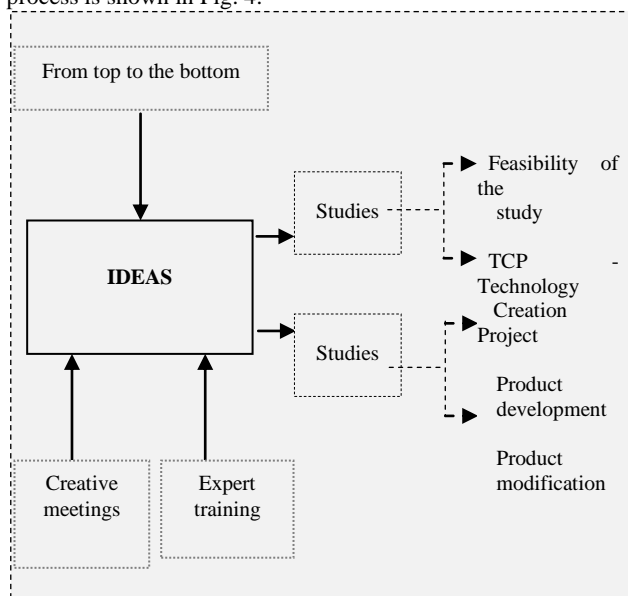 process is shown in Fig. 4.
From top to the bottom
IDEAS
Studies
Feasibility of
the
study
TCP -
Technology
Creation
Project
Studies
Product
development
Product
modification
Creative
meetings
Expert
training